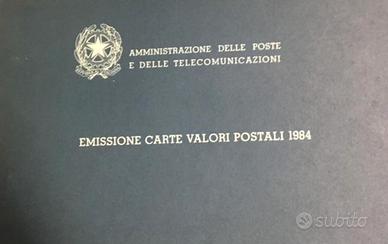 AMMINISTRAZIONE DELLE POSTE
E DELLE TELECOMUNICAZIONI
EMISSIONE CARTE VALORI POSTALI 1984
subito